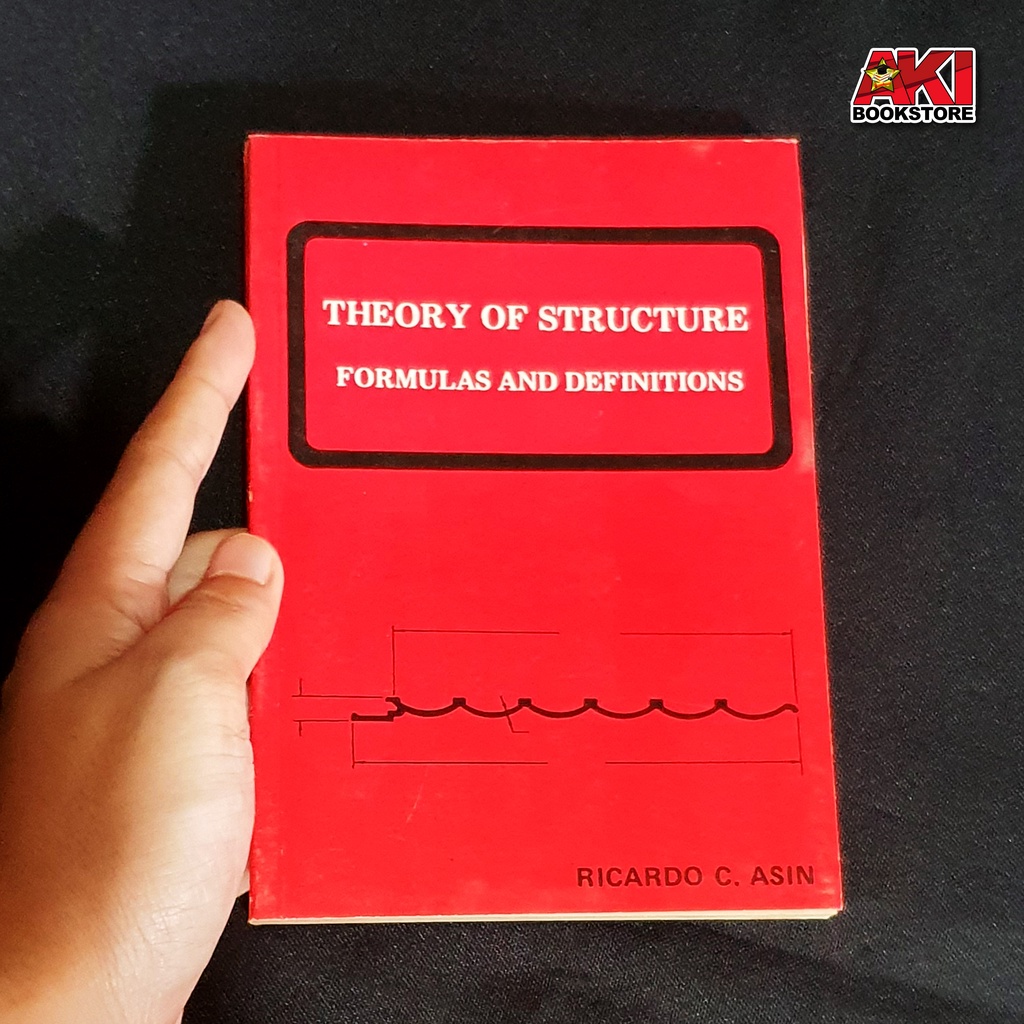 AKI
BOOKSTORE
THEORY OF STRUCTURE
FORMULAS AND DEFINITIONS
RICARDO C. ASIN